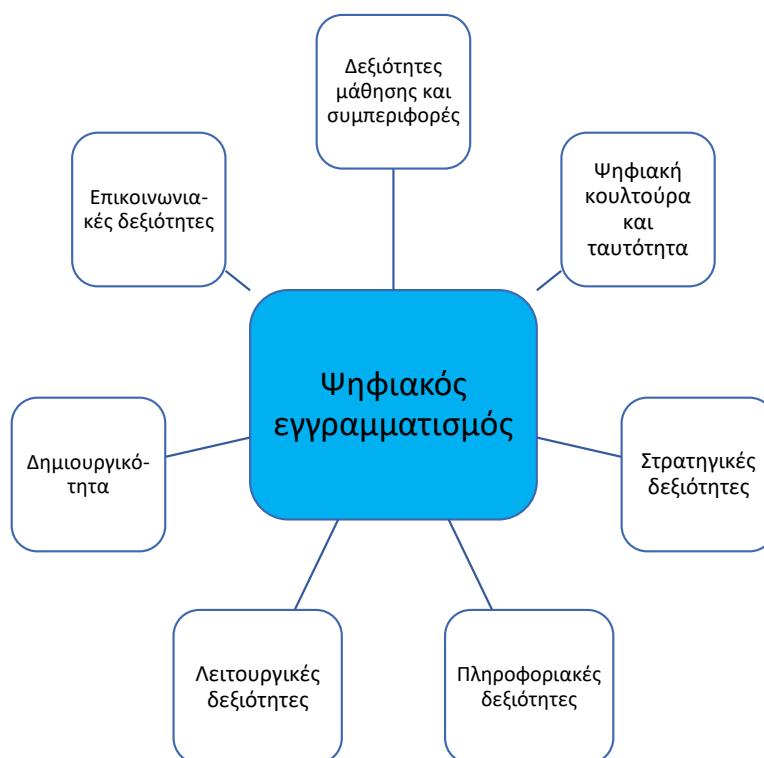 Δεξιότητες
μάθησης και
συμπεριφορές
Ψηφιακή
κουλτούρα
και
ταυτότητα
Επικοινωνια-
κές δεξιότητες
Ψηφιακός
εγγραμματισμός
Δημιουργικό-
τητα
Στρατηγικές
δεξιότητες
Λειτουργικές
δεξιότητες
Πληροφοριακές
δεξιότητες